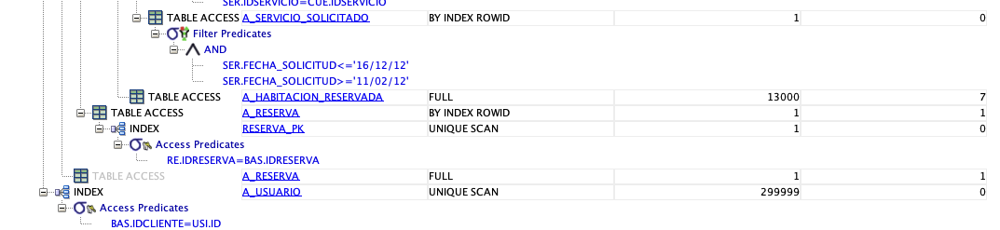 SER.IDSERVICIO=CUE.IDSERVICIO
TABLE ACCESS A_SERVICIO_SOLICITADO BY INDEX ROWID 1 0
Filter Predicates
AND
SER.FECHA_SOLICITUD<='16/12/12'
SER.FECHA_SOLICITUD>='11/02/12'
TABLE ACCESS A_HABITACION_RESERVADA FULL 13000 7
TABLE ACCESS A_RESERVA BY INDEX ROWID 1 1
INDEX RESERVA_PK UNIQUE SCAN 1 0
Access Predicates
RE.IDRESERVA=BAS.IDRESERVA
TABLE ACCESS A_RESERVA FULL 1 1
INDEX A_USUARIO UNIQUE SCAN 299999 0
Access Predicates
BAS.IDCLIENTE=USI.ID